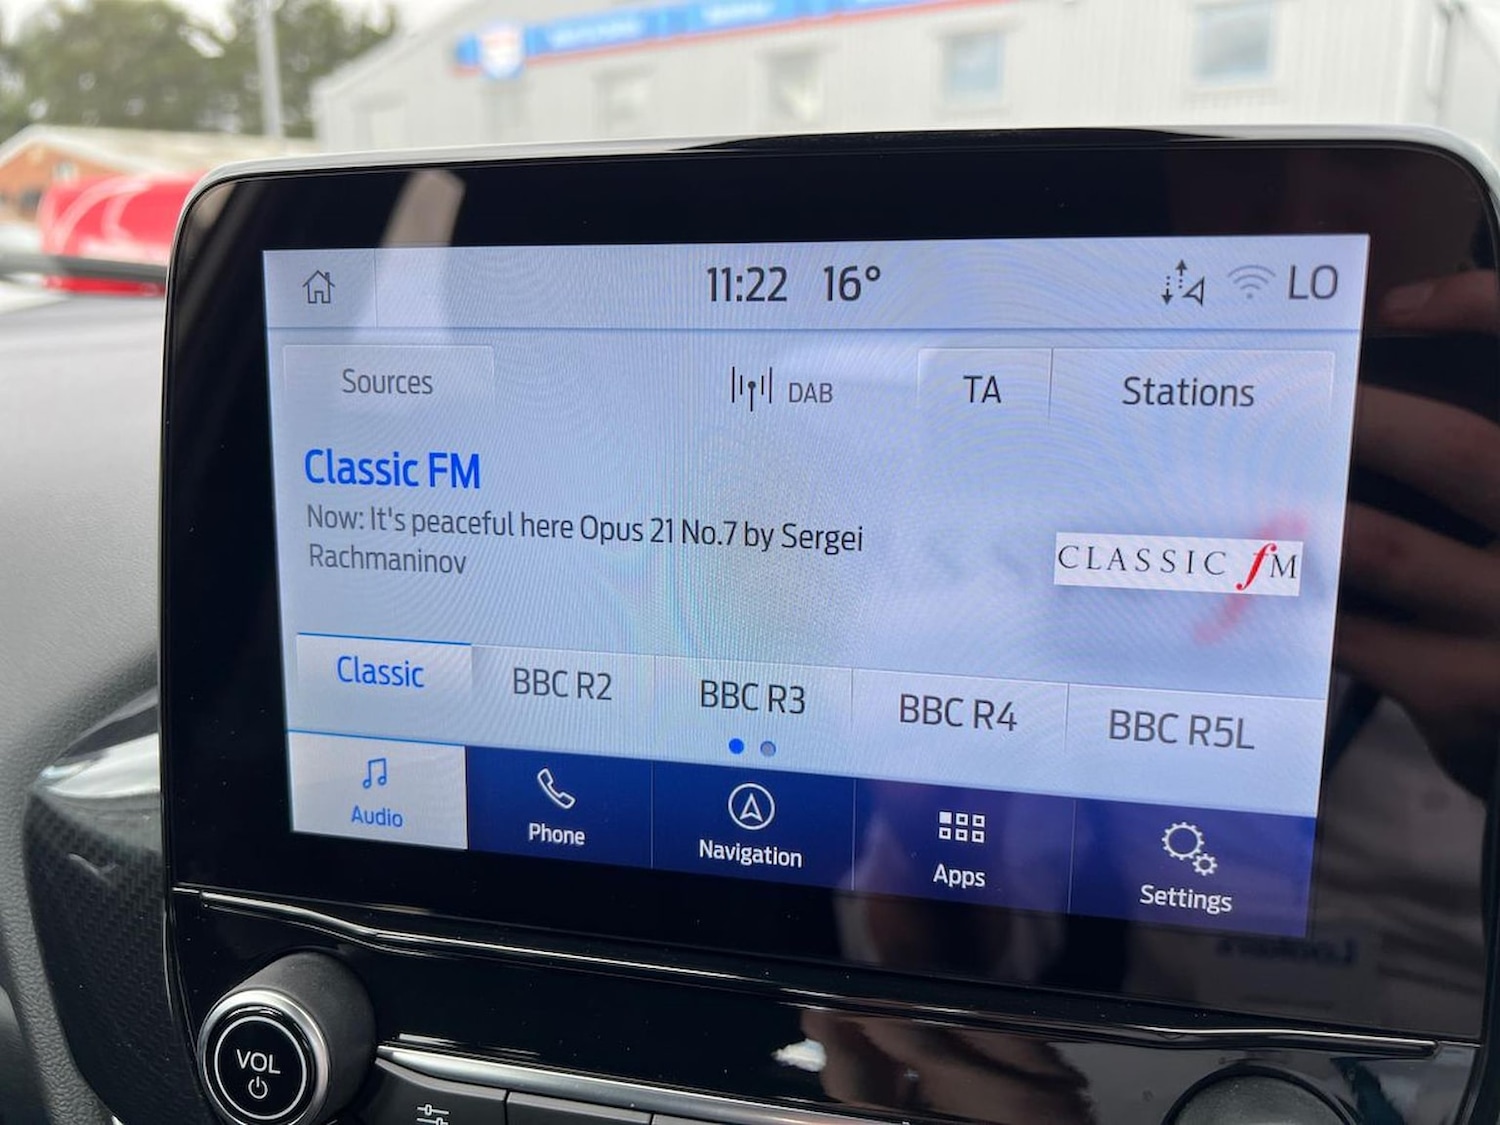 11:22 16° LO
Sources DAB TA Stations
Classic FM
Now: It's peaceful here Opus 21 No.7 by Sergei
Rachmaninov
CLASSIC fM
Classic BBC R2 BBC R3 BBC R4 BBC R5L
Audio Phone Navigation Apps Settings
VOL